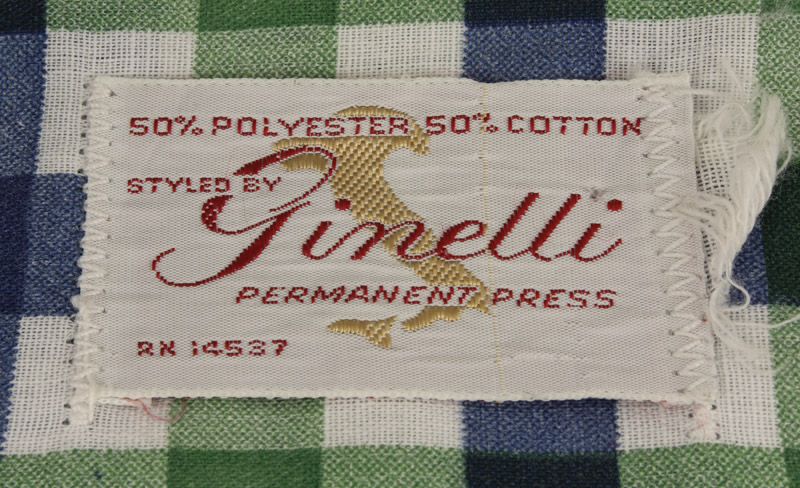 50% POLYESTER 50% COTTON
STYLED BY
Ginelli
PERMANENT PRESS
RN 14537